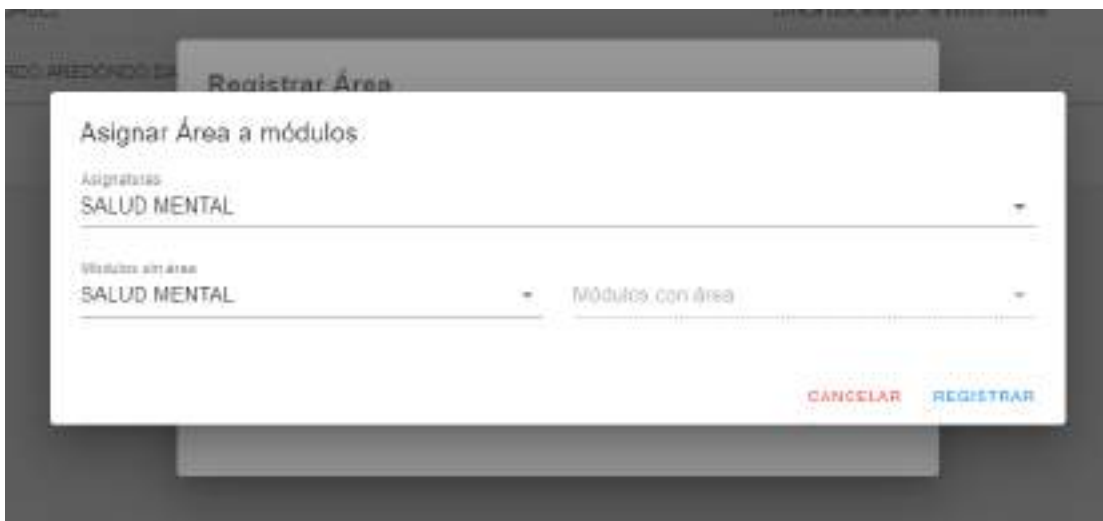 Registrar Área
Asignar Área a módulos
Asignaturas
SALUD MENTAL
Módulos sin área
SALUD MENTAL
Módulos con área
CANCELAR REGISTRAR